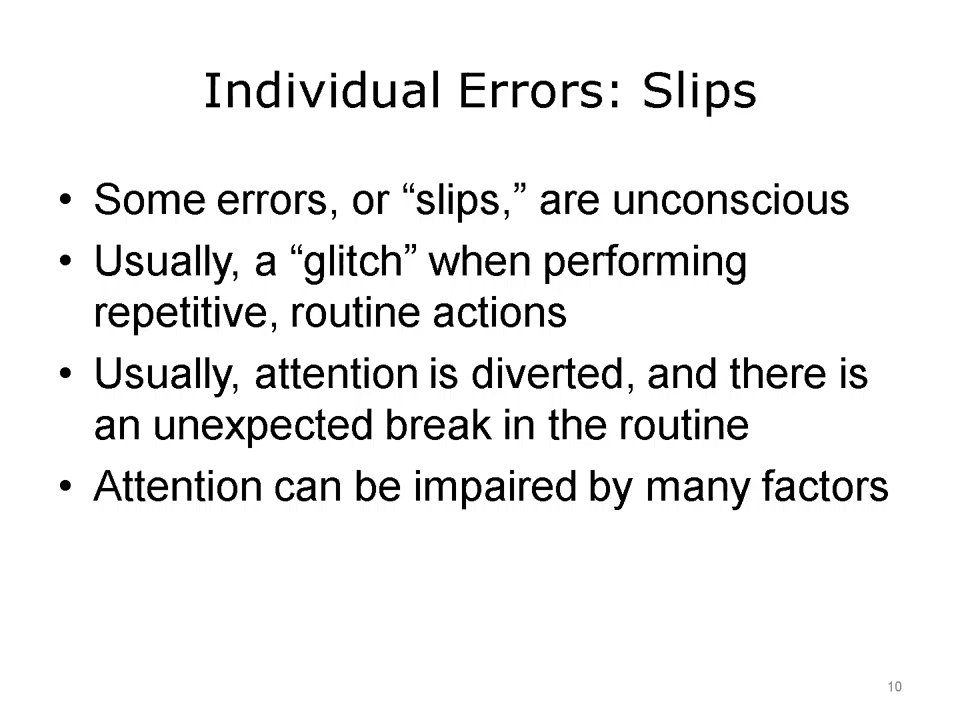 Individual Errors: Slips
• Some errors, or “slips,” are unconscious
• Usually, a “glitch” when performing
repetitive, routine actions
• Usually, attention is diverted, and there is
an unexpected break in the routine
• Attention can be impaired by many factors
10